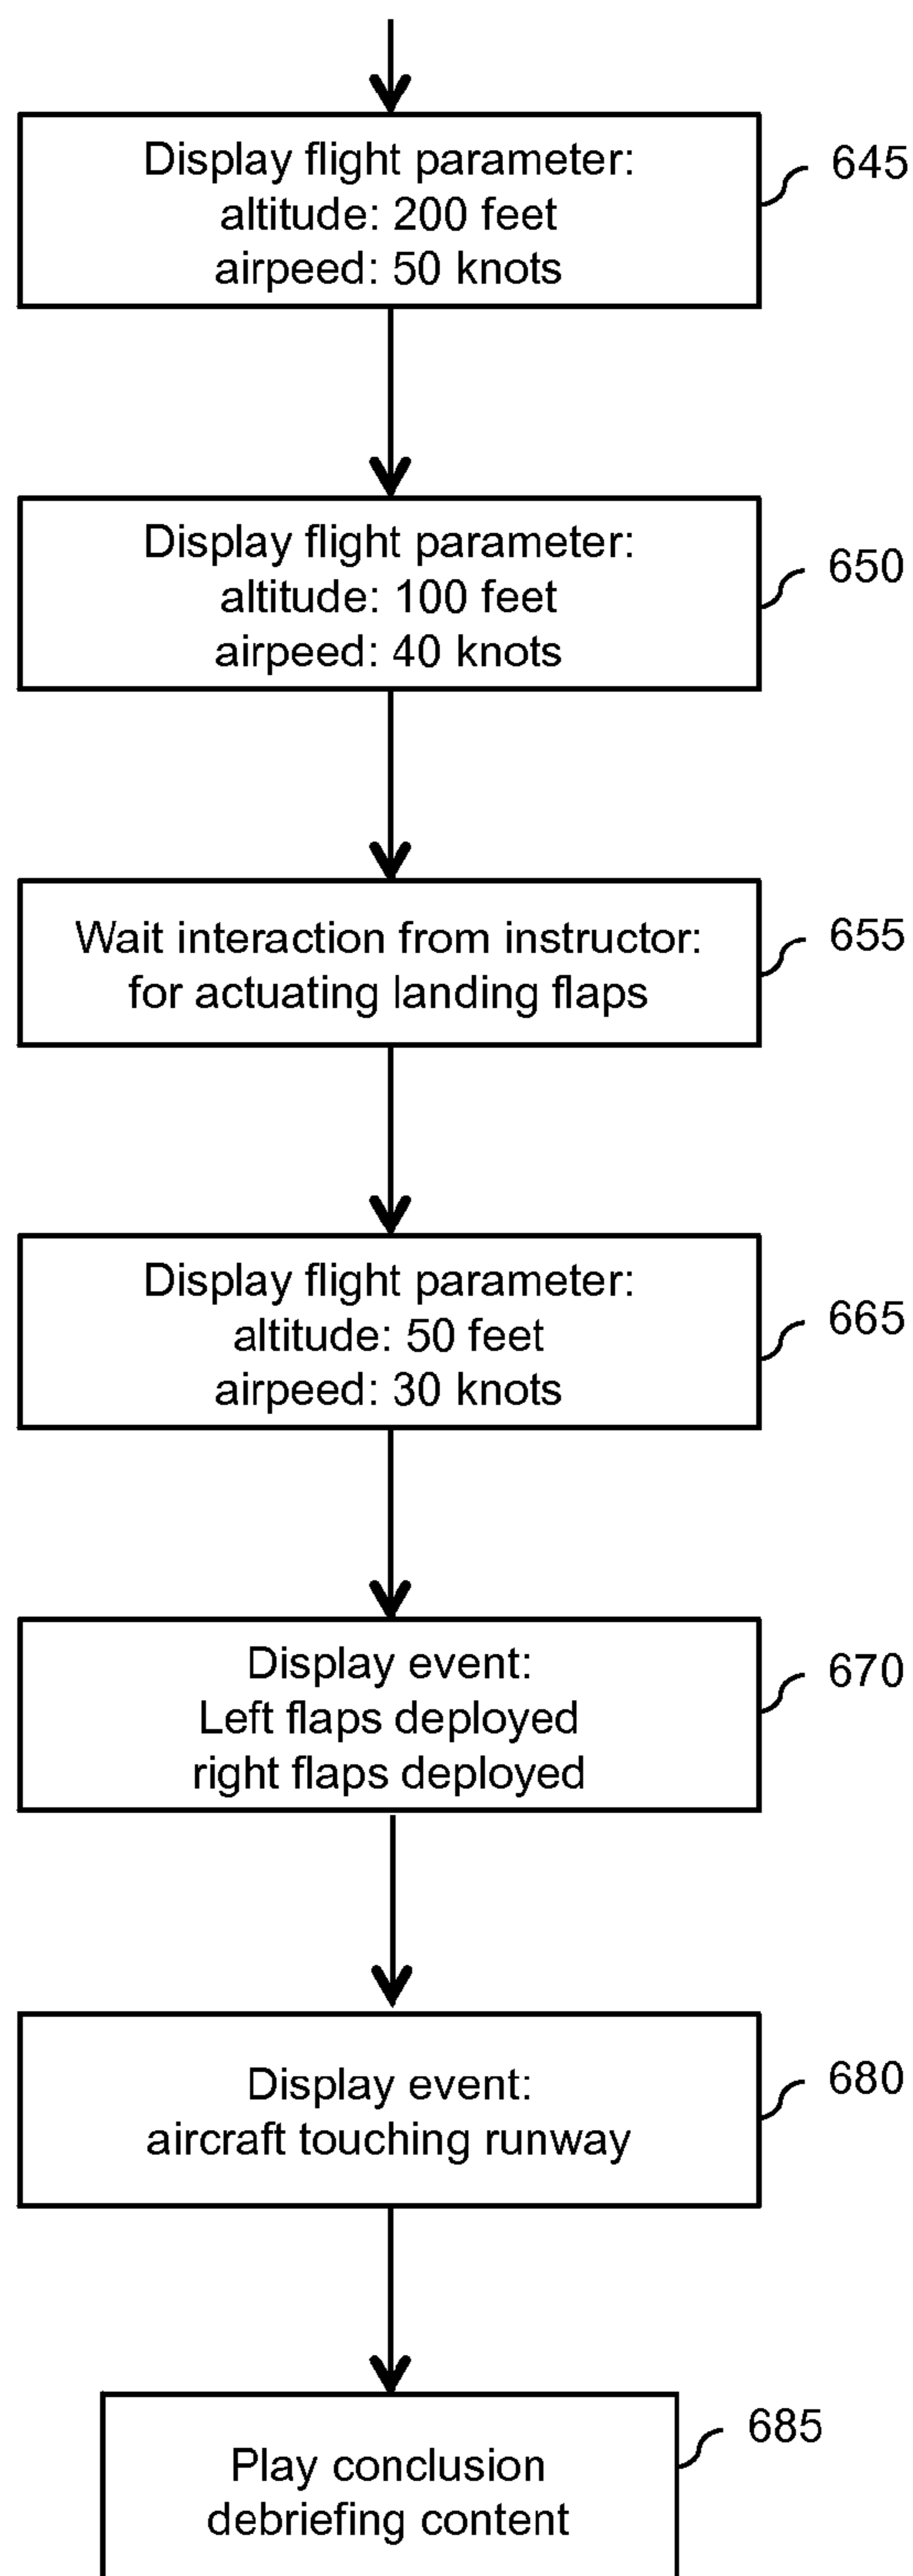 Display flight parameter:
altitude: 200 feet
airpeed: 50 knots
645
Display flight parameter:
altitude: 100 feet
airpeed: 40 knots
650
Wait interaction from instructor:
for actuating landing flaps
655
Display flight parameter:
altitude: 50 feet
airpeed: 30 knots
665
Display event:
Left flaps deployed
right flaps deployed
670
Display event:
aircraft touching runway
680
Play conclusion
debriefing content
685